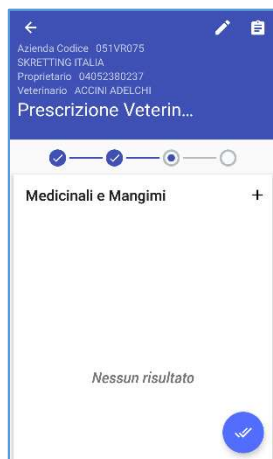 Azienda Codice 051VR075
SKRETTING ITALIA
Proprietario 04052380237
Veterinario ACCINI ADELCHI
Prescrizione Veterin...
Medicinali e Mangimi
Nessun risultato